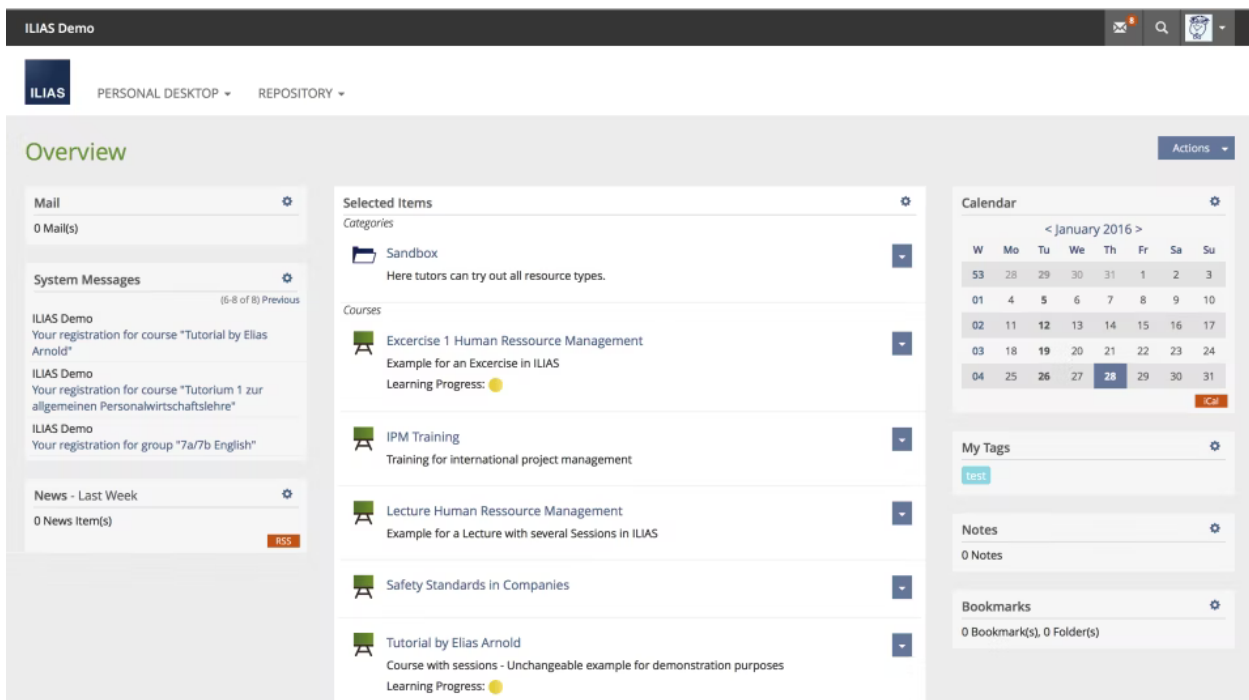 ILIAS Demo
8
ILIAS
PERSONAL DESKTOP
REPOSITORY
Overview
Actions
Mail
0 Mail(s)
System Messages
(6-8 of 8) Previous
ILIAS Demo
Your registration for course "Tutorial by Elias
Arnold"
ILIAS Demo
Your registration for course "Tutorium 1 zur
allgemeinen Personalwirtschaftslehre"
ILIAS Demo
Your registration for group "7a/7b English"
News - Last Week
0 News Item(s)
RSS
Selected Items
Categories
Sandbox
Here tutors can try out all resource types.
Courses
Excercise 1 Human Ressource Management
Example for an Excercise in ILIAS
Learning Progress:
IPM Training
Training for international project management
Lecture Human Ressource Management
Example for a Lecture with several Sessions in ILIAS
Safety Standards in Companies
Tutorial by Elias Arnold
Course with sessions - Unchangeable example for demonstration purposes
Learning Progress:
Calendar
< January 2016 >
W Mo Tu We Th Fr Sa Su
53 28 29 30 31 1 2 3
01 4 5 6 7 8 9 10
02 11 12 13 14 15 16 17
03 18 19 20 21 22 23 24
04 25 26 27 28 29 30 31
iCal
My Tags
test
Notes
0 Notes
Bookmarks
0 Bookmark(s), 0 Folder(s)